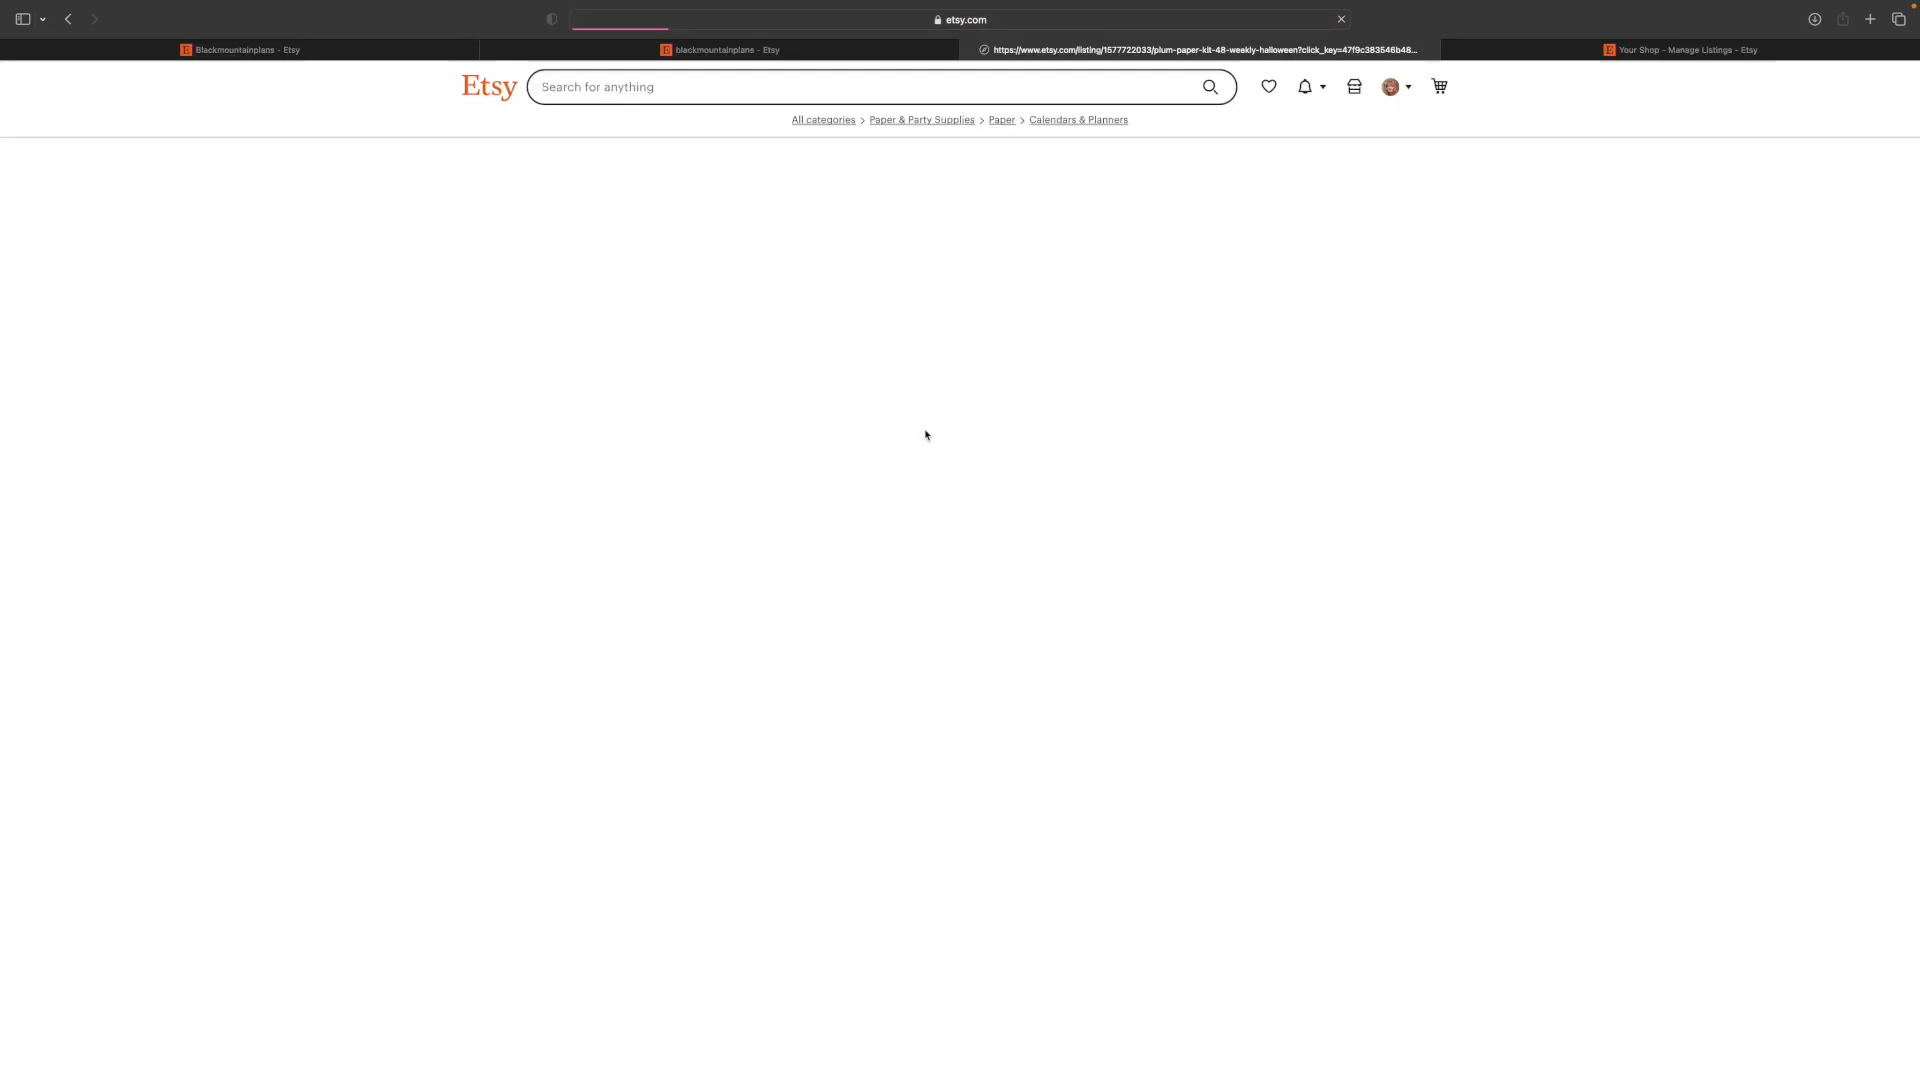 etsy.com
Blackmountainplans - Etsy
blackmountainplans - Etsy
https://www.etsy.com/listing/1577722033/plum-paper-kit-48-weekly-halloween?click_key=47f9c383546b48...
Your Shop - Manage Listings - Etsy
Etsy
Search for anything
All categories > Paper & Party Supplies > Paper > Calendars & Planners